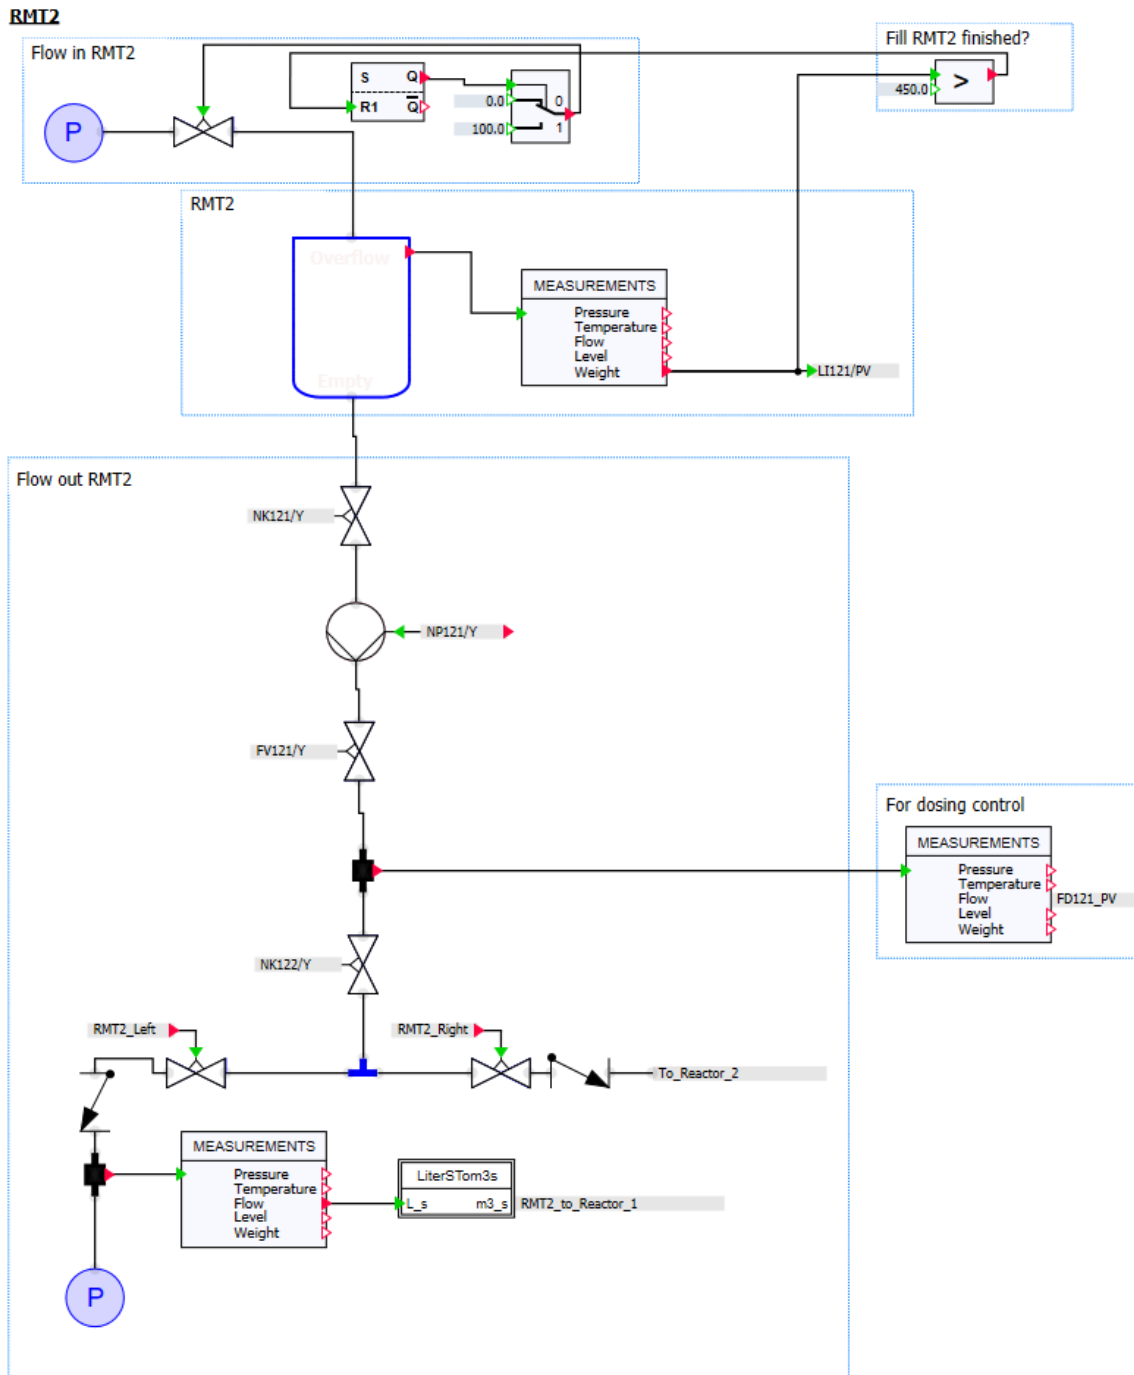 RMT2
Flow in RMT2
Fill RMT2 finished?
S Q
R1 Q
0.0 0
100.0 1
450.0 >
P
RMT2
Overflow
Empty
MEASUREMENTS
Pressure
Temperature
Flow
Level
Weight
LI121/PV
Flow out RMT2
NK121/Y
NP121/Y
FV121/Y
For dosing control
MEASUREMENTS
Pressure
Temperature
Flow
Level
Weight
FD121_PV
NK122/Y
RMT2_Left
RMT2_Right
To_Reactor_2
MEASUREMENTS
Pressure
Temperature
Flow
Level
Weight
LiterSTom3s
L_s m3_s
RMT2_to_Reactor_1
P